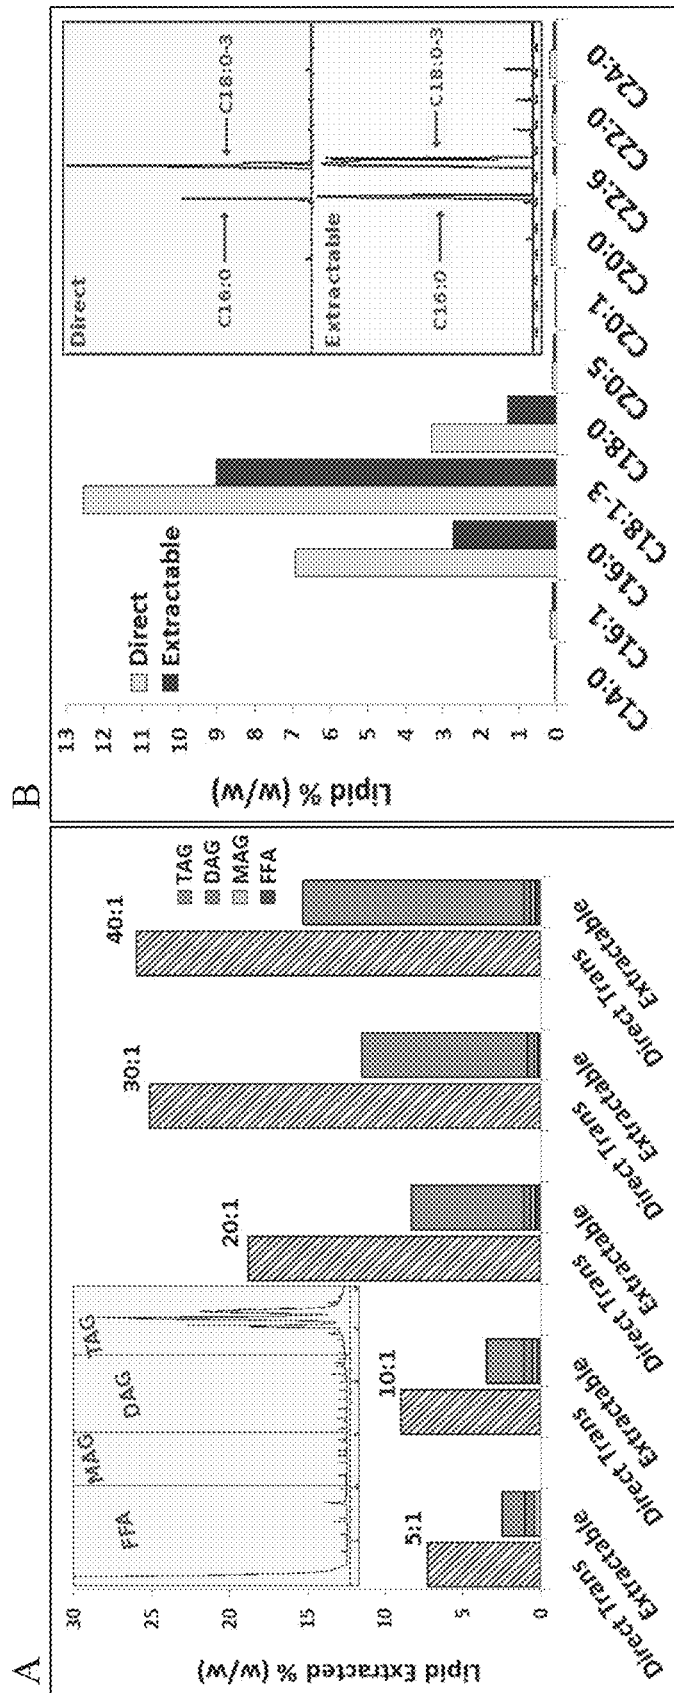 A
Lipid Extracted % (w/w)
30
25
20
15
10
5
0
FFA
MAG
DAG
TAG
5:1
10:1
20:1
30:1
40:1
TAG
DAG
MAG
FFA
Direct Trans
Extractable
Direct Trans
Extractable
Direct Trans
Extractable
Direct Trans
Extractable
Direct Trans
Extractable
B
Lipid % (w/w)
13
12
11
10
9
8
7
6
5
4
3
2
1
0
Direct
Extractable
Direct
C16:0
C18:0-3
Extractable
C16:0
C18:0-3
C14:0
C16:1
C16:0
C18:1-3
C18:0
C20:5
C20:1
C20:0
C22:6
C22:0
C24:0